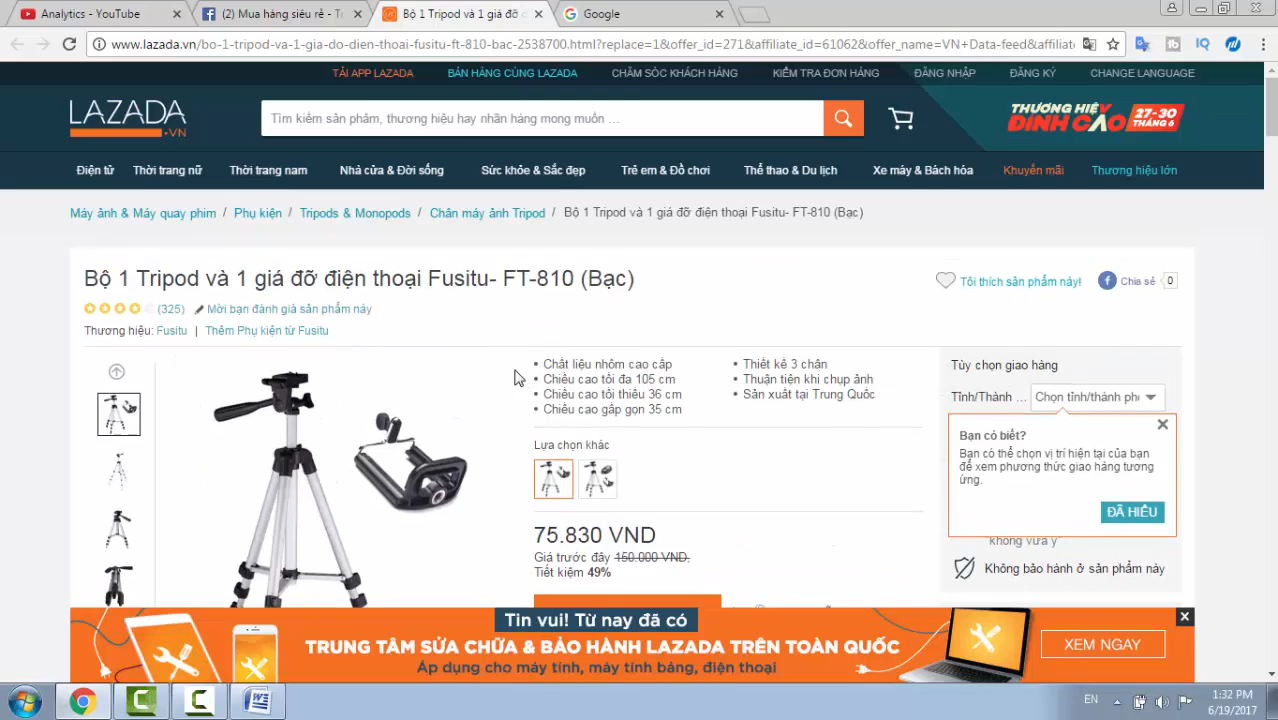 Analytics - YouTube
(2) Mua hàng siêu rẻ - T
Bộ 1 Tripod và 1 giá đỡ
Google
www.lazada.vn/bo-1-tripod-va-1-gia-do-dien-thoai-fusitu-ft-810-bac-2538700.html?replace=1&offer_id=271&affiliate_id=61062&offer_name=VN+Data-feed&affiliate
TẢI APP LAZADA
BÁN HÀNG CÙNG LAZADA
CHĂM SÓC KHÁCH HÀNG
KIỂM TRA ĐƠN HÀNG
ĐĂNG NHẬP
ĐĂNG KÝ
CHANGE LANGUAGE
LAZADA
.VN
Tìm kiếm sản phẩm, thương hiệu hay nhãn hàng mong muốn ...
THƯƠNG HIỆU
ĐỈNH CAO
27-30
THÁNG 6
Điện tử
Thời trang nữ
Thời trang nam
Nhà cửa & Đời sống
Sức khỏe & Sắc đẹp
Trẻ em & Đồ chơi
Thể thao & Du lịch
Xe máy & Bách hóa
Khuyến mãi
Thương hiệu lớn
Máy ảnh & Máy quay phim / Phụ kiện / Tripods & Monopods / Chân máy ảnh Tripod / Bộ 1 Tripod và 1 giá đỡ điện thoại Fusitu- FT-810 (Bạc)
Bộ 1 Tripod và 1 giá đỡ điện thoại Fusitu- FT-810 (Bạc)
Tôi thích sản phẩm này!
Chia sẻ
0
(325)
Mời bạn đánh giá sản phẩm này
Thương hiệu: Fusitu | Thêm Phụ kiện từ Fusitu
• Chất liệu nhôm cao cấp
• Chiều cao tối đa 105 cm
• Chiều cao tối thiểu 36 cm
• Chiều cao gấp gọn 35 cm
• Thiết kế 3 chân
• Thuận tiện khi chụp ảnh
• Sản xuất tại Trung Quốc
Lựa chọn khác
75.830 VND
Giá trước đây 150.000 VND,
Tiết kiệm 49%
Tùy chọn giao hàng
Tỉnh/Thành ...
Chọn tỉnh/thành phố
Bạn có biết?
Bạn có thể chọn vị trí hiện tại của bạn
để xem phương thức giao hàng tương
ứng.
ĐÃ HIỂU
"không vừa ý"
Không bảo hành ở sản phẩm này
Tin vui! Từ nay đã có
TRUNG TÂM SỬA CHỮA & BẢO HÀNH LAZADA TRÊN TOÀN QUỐC
Áp dụng cho máy tính, máy tính bảng, điện thoại
XEM NGAY
EN
1:32 PM
6/19/2017